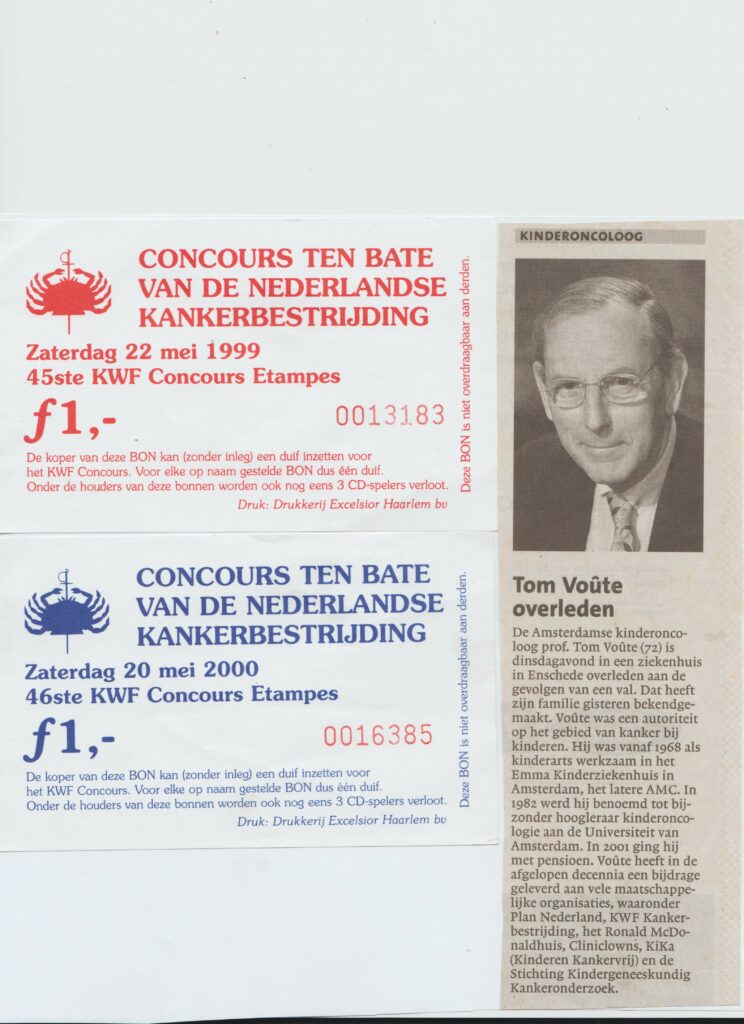 CONCOURS TEN BATE
VAN DE NEDERLANDSE
KANKERBESTRIJDING
Zaterdag 22 mei 1999
45ste KWF Concours Etampes
ƒ1,-
0013183
De koper van deze BON kan (zonder inleg) een duif inzetten voor
het KWF Concours. Voor elke op naam gestelde BON dus één duif.
Onder de houders van deze bonnen worden ook nog eens 3 CD-spelers verloot.
Druk: Drukkerij Excelsior Haarlem bv
Deze BON is niet overdraagbaar aan derden.
CONCOURS TEN BATE
VAN DE NEDERLANDSE
KANKERBESTRIJDING
Zaterdag 20 mei 2000
46ste KWF Concours Etampes
ƒ1,-
0016385
De koper van deze BON kan (zonder inleg) een duif inzetten voor
het KWF Concours. Voor elke op naam gestelde BON dus één duif.
Onder de houders van deze bonnen worden ook nog eens 3 CD-spelers verloot.
Druk: Drukkerij Excelsior Haarlem bv
Deze BON is niet overdraagbaar aan derden.
KINDERONCOLOOG
Tom Voûte
overleden
De Amsterdamse kinderonco-
loog prof. Tom Voûte (72) is
dinsdagavond in een ziekenhuis
in Enschede overleden aan de
gevolgen van een val. Dat heeft
zijn familie gisteren bekendge-
maakt. Voûte was een autoriteit
op het gebied van kanker bij
kinderen. Hij was vanaf 1968 als
kinderarts werkzaam in het
Emma Kinderziekenhuis in
Amsterdam, het latere AMC. In
1982 werd hij benoemd tot bij-
zonder hoogleraar kinderonco-
logie aan de Universiteit van
Amsterdam. In 2001 ging hij
met pensioen. Voûte heeft in de
afgelopen decennia een bijdrage
geleverd aan vele maatschappe-
lijke organisaties, waaronder
Plan Nederland, KWF Kanker-
bestrijding, het Ronald McDo-
naldhuis, Cliniclowns, KiKa
(Kinderen Kankervrij) en de
Stichting Kindergeneeskundig
Kankeronderzoek.